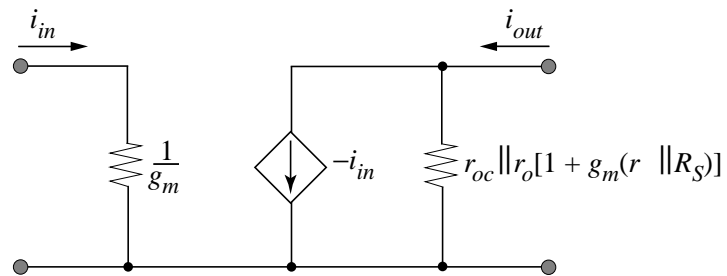 i_in
i_out
1/g_m
−i_in
r_oc || r_o[1 + g_m(r || R_S)]